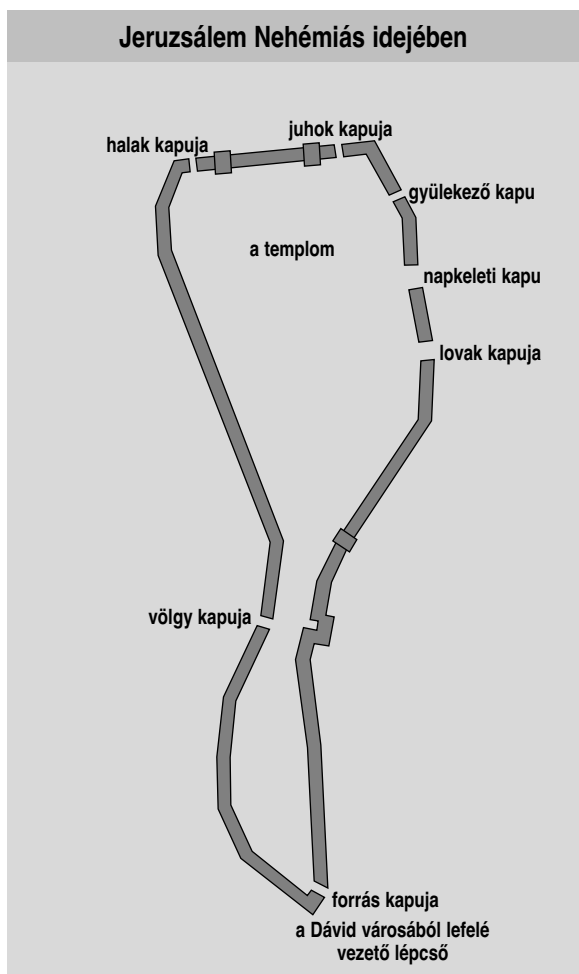 Jeruzsálem Nehémiás idejében
juhok kapuja
halak kapuja
gyülekező kapu
a templom
napkeleti kapu
lovak kapuja
völgy kapuja
forrás kapuja
a Dávid városából lefelé
vezető lépcső